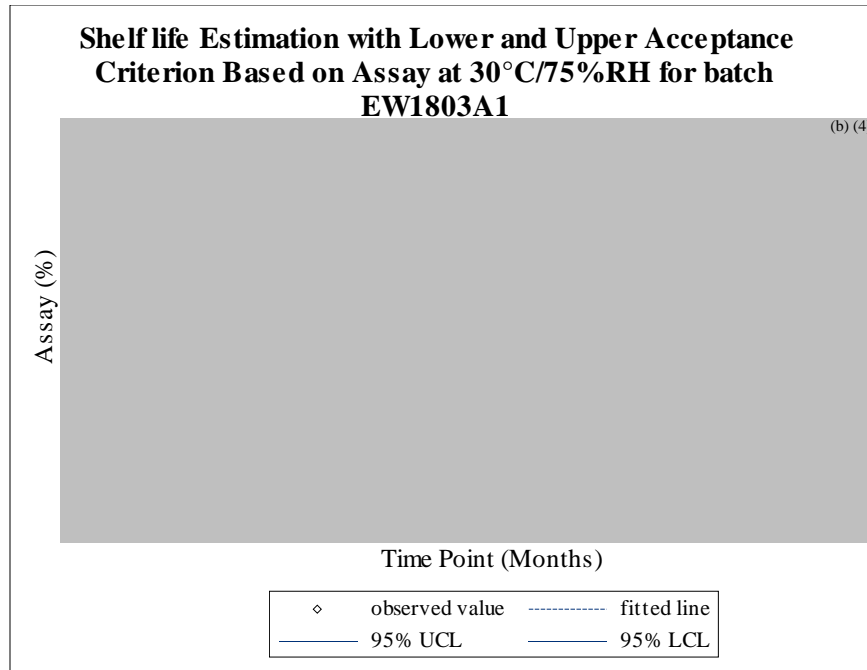 Shelf life Estimation with Lower and Upper Acceptance
Criterion Based on Assay at 30°C/75%RH for batch
EW1803A1
(b) (4
Assay (%)
Time Point (Months)
observed value fitted line
95% UCL 95% LCL